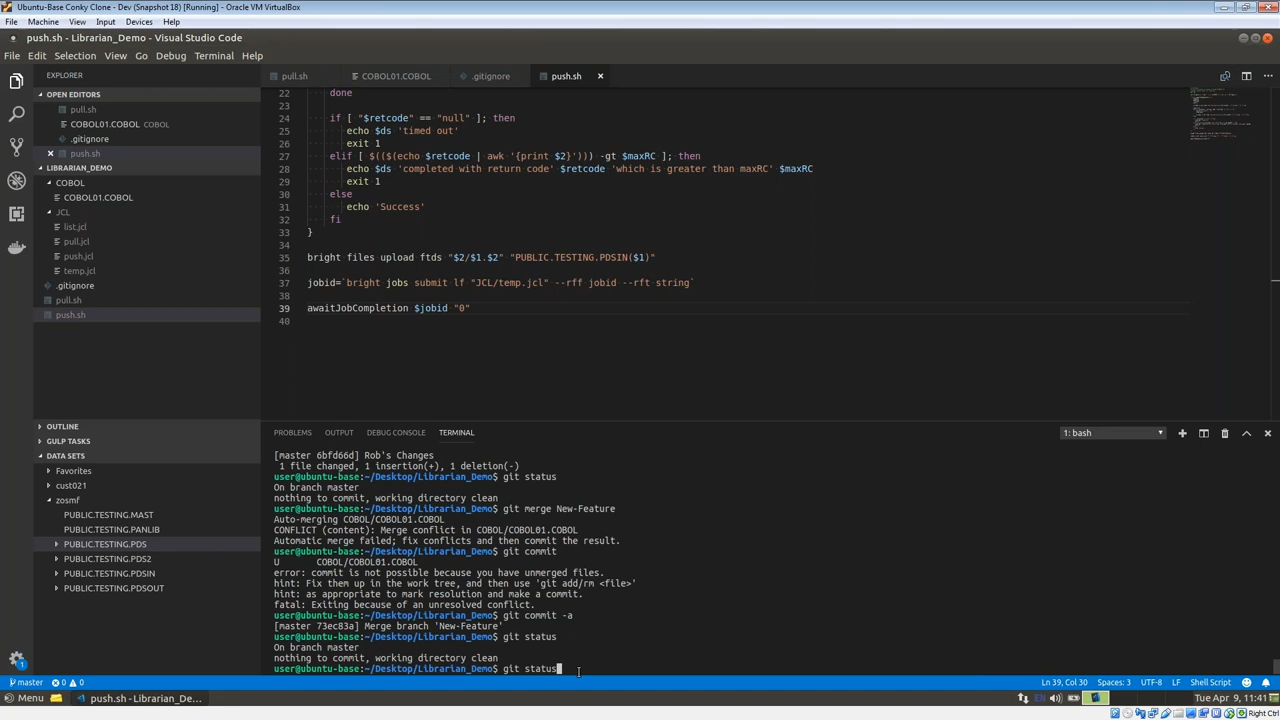 Ubuntu-Base Conky Clone - Dev (Snapshot 18) [Running] - Oracle VM VirtualBox
File Machine View Input Devices Help
push.sh - Librarian_Demo - Visual Studio Code
File Edit Selection View Go Debug Terminal Help
EXPLORER
OPEN EDITORS
pull.sh
COBOL01.COBOL COBOL
.gitignore
push.sh
LIBRARIAN_DEMO
COBOL
COBOL01.COBOL
JCL
list.jcl
pull.jcl
push.jcl
temp.jcl
.gitignore
pull.sh
push.sh
OUTLINE
GULP TASKS
DATA SETS
Favorites
cust021
zosmf
PUBLIC.TESTING.MAST
PUBLIC.TESTING.PANLIB
PUBLIC.TESTING.PDS
PUBLIC.TESTING.PDS2
PUBLIC.TESTING.PDSIN
PUBLIC.TESTING.PDSOUT
pull.sh COBOL01.COBOL .gitignore push.sh
22 done
23
24 if [ "$retcode" == "null" ]; then
25 echo $ds 'timed out'
26 exit 1
27 elif [ $(($(echo $retcode | awk '{print $2}'))) -gt $maxRC ]; then
28 echo $ds 'completed with return code' $retcode 'which is greater than maxRC' $maxRC
29 exit 1
30 else
31 echo 'Success'
32 fi
33 }
34
35 bright files upload ftds "$2/$1.$2" "PUBLIC.TESTING.PDSIN($1)"
36
37 jobid=`bright jobs submit lf "JCL/temp.jcl" --rff jobid --rft string`
38
39 awaitJobCompletion $jobid "0"
40
PROBLEMS OUTPUT DEBUG CONSOLE TERMINAL 1: bash
[master 6bfd66d] Rob's Changes
1 file changed, 1 insertion(+), 1 deletion(-)
user@ubuntu-base:~/Desktop/Librarian_Demo$ git status
On branch master
nothing to commit, working directory clean
user@ubuntu-base:~/Desktop/Librarian_Demo$ git merge New-Feature
Auto-merging COBOL/COBOL01.COBOL
CONFLICT (content): Merge conflict in COBOL/COBOL01.COBOL
Automatic merge failed; fix conflicts and then commit the result.
user@ubuntu-base:~/Desktop/Librarian_Demo$ git commit
U COBOL/COBOL01.COBOL
error: commit is not possible because you have unmerged files.
hint: Fix them up in the work tree, and then use 'git add/rm <file>'
hint: as appropriate to mark resolution and make a commit.
fatal: Exiting because of an unresolved conflict.
user@ubuntu-base:~/Desktop/Librarian_Demo$ git commit -a
[master 73ec83a] Merge branch 'New-Feature'
user@ubuntu-base:~/Desktop/Librarian_Demo$ git status
On branch master
nothing to commit, working directory clean
user@ubuntu-base:~/Desktop/Librarian_Demo$ git status
1
master 0 0 Ln 39, Col 30 Spaces: 3 UTF-8 LF Shell Script
Menu push.sh - Librarian_De... EN Tue Apr 9, 11:41
Right Ctrl